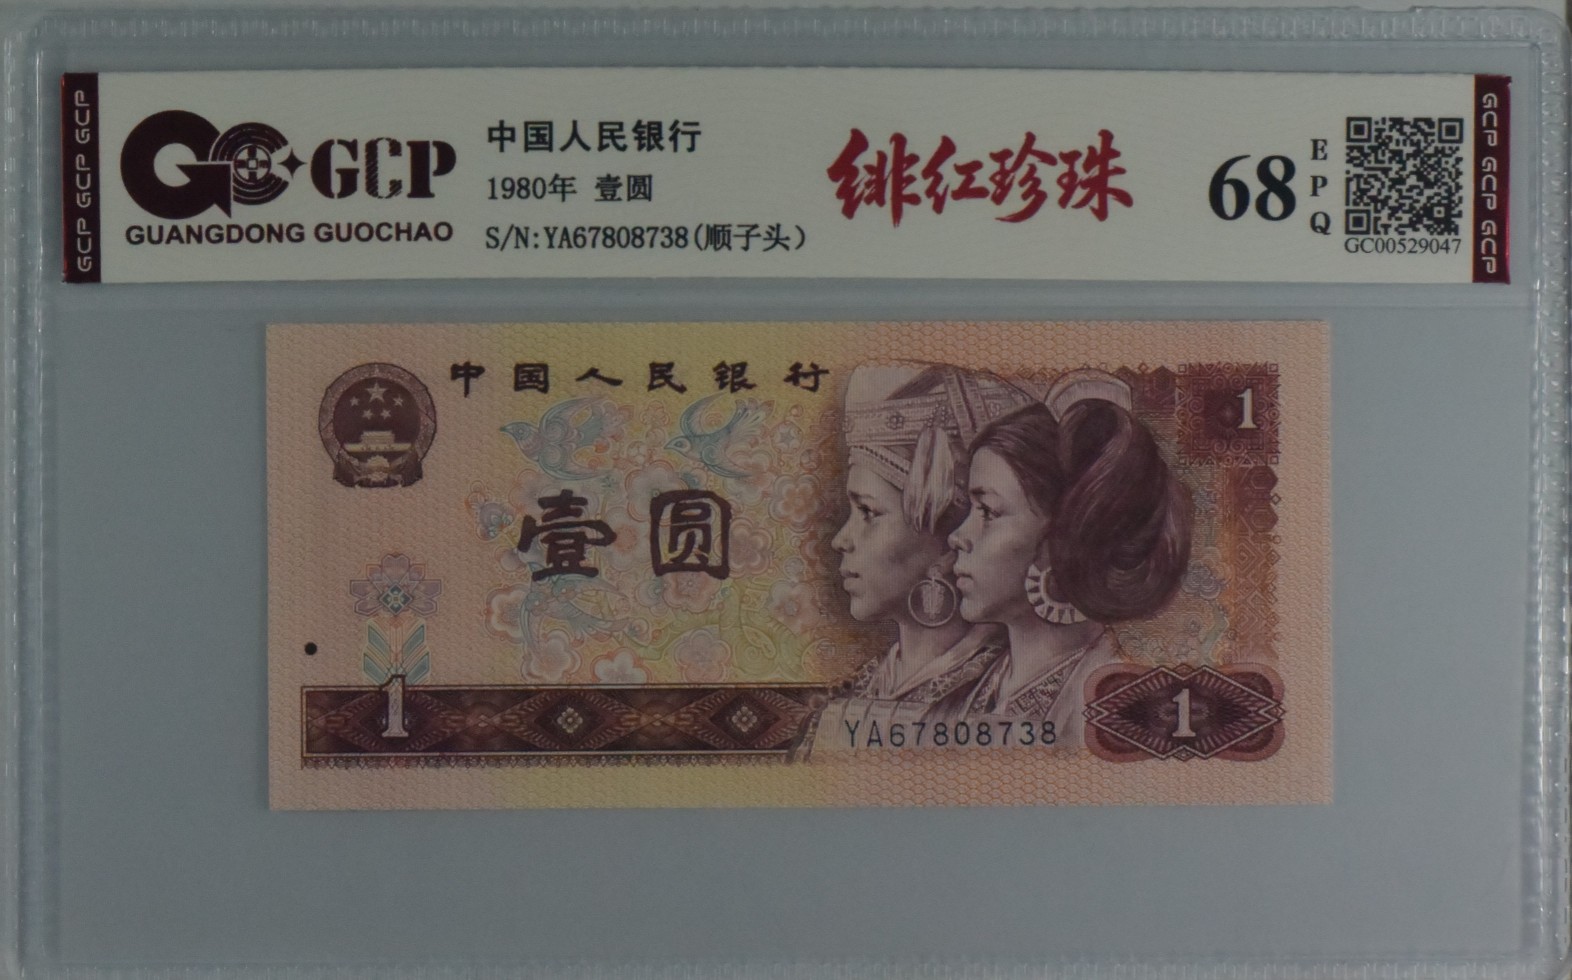 GCP GCP GCP
GCP
GUANGDONG GUOCHAO
中国人民银行
1980年 壹圆
S/N:YA67808738(顺子头)
绯红珍珠
68
EPQ
GC00529047
GCP GCP GCP
中国人民银行
1
壹圆
1
YA67808738
1